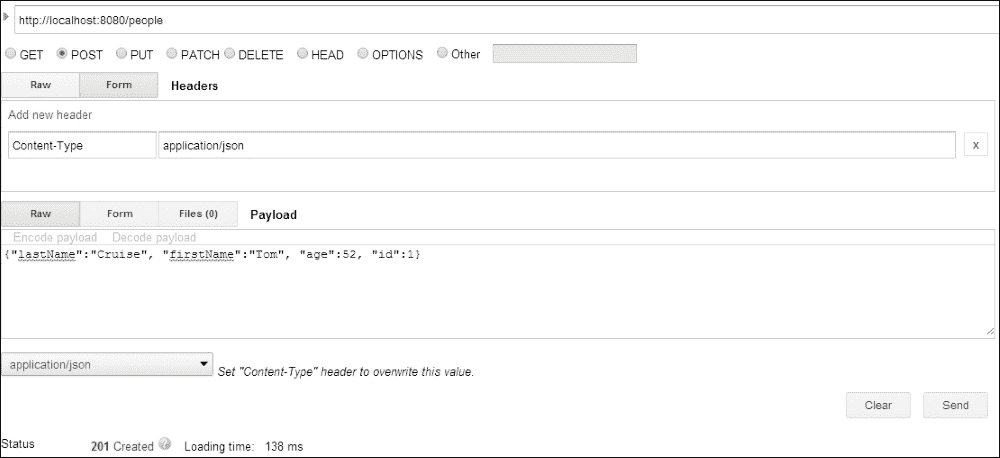 http://localhost:8080/people
GET POST PUT PATCH DELETE HEAD OPTIONS Other
Raw Form Headers
Add new header
Content-Type application/json x
Raw Form Files (0) Payload
Encode payload Decode payload
{"lastName":"Cruise", "firstName":"Tom", "age":52, "id":1}
application/json Set "Content-Type" header to overwrite this value.
Clear Send
Status 201 Created ? Loading time: 138 ms